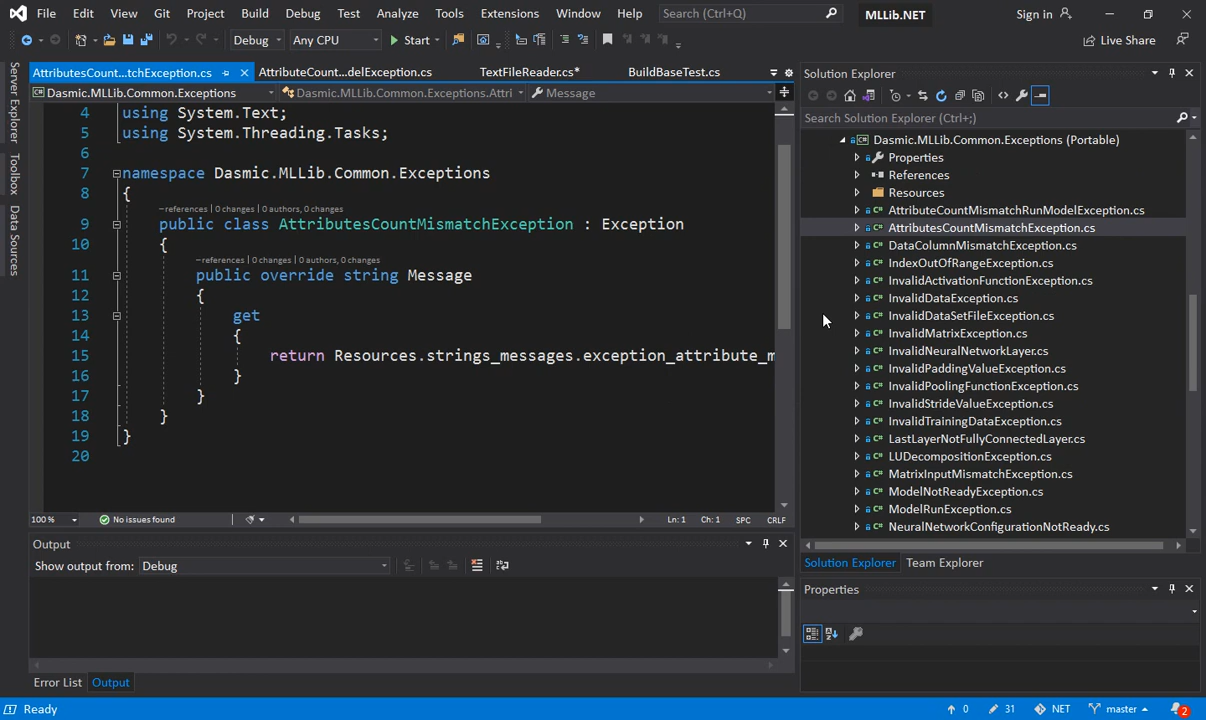 File Edit View Git Project Build Debug Test Analyze Tools Extensions Window Help Search (Ctrl+Q) MLLib.NET Sign in
Debug Any CPU Start Live Share
AttributesCount...tchException.cs AttributeCount...delException.cs TextFileReader.cs* BuildBaseTest.cs
Dasmic.MLLib.Common.Exceptions Dasmic.MLLib.Common.Exceptions.Attri Message
Server Explorer
Toolbox
Data Sources
4 using System.Text;
5 using System.Threading.Tasks;
6
7 namespace Dasmic.MLLib.Common.Exceptions
8 {
-references | 0 changes | 0 authors, 0 changes
9 public class AttributesCountMismatchException : Exception
10 {
-references | 0 changes | 0 authors, 0 changes
11 public override string Message
12 {
13 get
14 {
15 return Resources.strings_messages.exception_attribute_m
16 }
17 }
18 }
19 }
20
100 % No issues found Ln: 1 Ch: 1 SPC CRLF
Output
Show output from: Debug
Error List Output
Solution Explorer
Search Solution Explorer (Ctrl+;)
Dasmic.MLLib.Common.Exceptions (Portable)
Properties
References
Resources
C# AttributeCountMismatchRunModelException.cs
C# AttributesCountMismatchException.cs
C# DataColumnMismatchException.cs
C# IndexOutOfRangeException.cs
C# InvalidActivationFunctionException.cs
C# InvalidDataException.cs
C# InvalidDataSetFileException.cs
C# InvalidMatrixException.cs
C# InvalidNeuralNetworkLayer.cs
C# InvalidPaddingValueException.cs
C# InvalidPoolingFunctionException.cs
C# InvalidStrideValueException.cs
C# InvalidTrainingDataException.cs
C# LastLayerNotFullyConnectedLayer.cs
C# LUDecompositionException.cs
C# MatrixInputMismatchException.cs
C# ModelNotReadyException.cs
C# ModelRunException.cs
C# NeuralNetworkConfigurationNotReady.cs
Solution Explorer Team Explorer
Properties
Ready 0 31 NET master 2